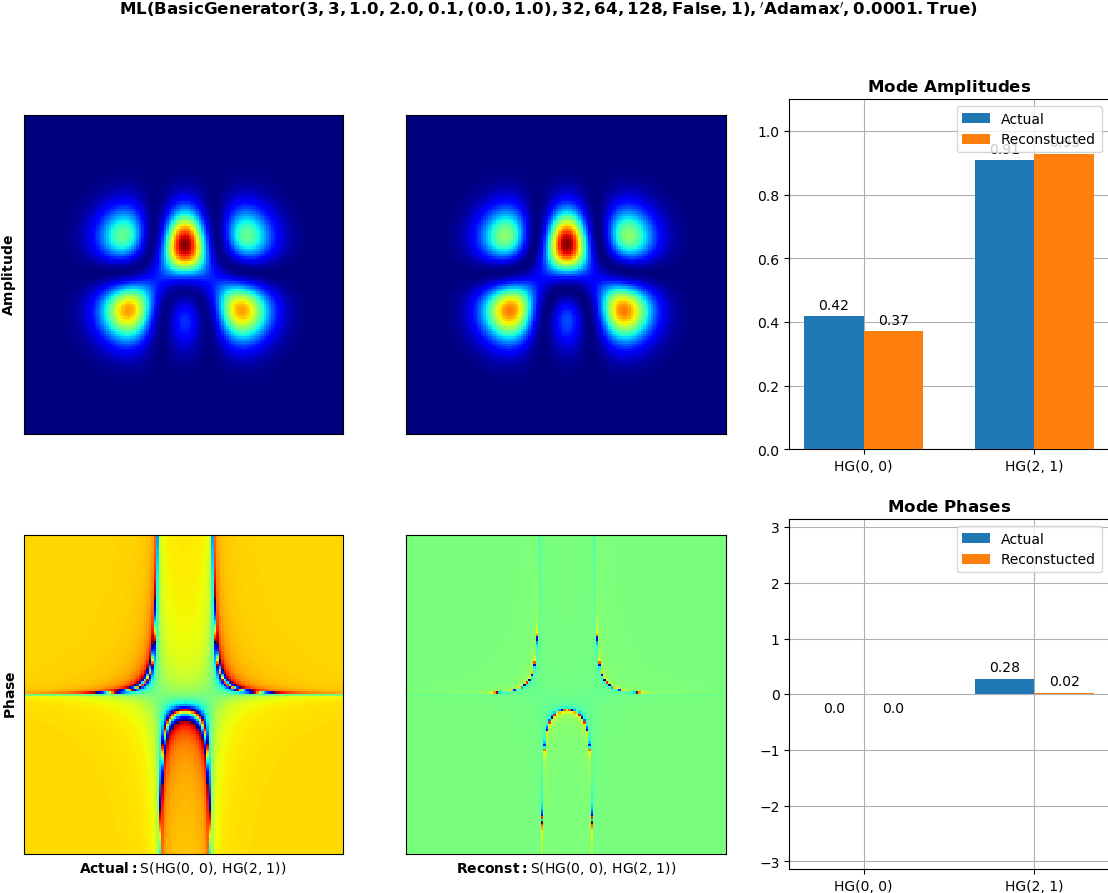 ML(BasicGenerator(3, 3, 1.0, 2.0, 0.1, (0.0, 1.0), 32, 64, 128, False, 1), 'Adamax', 0.0001. True)
Amplitude
Mode Amplitudes
Actual
Reconstucted
1.0
0.8
0.6
0.4
0.2
0.0
0.42
0.37
0.91
HG(0, 0)
HG(2, 1)
Phase
Actual: S(HG(0, 0), HG(2, 1))
Reconst: S(HG(0, 0), HG(2, 1))
Mode Phases
Actual
Reconstucted
3
2
1
0
−1
−2
−3
0.0
0.0
0.28
0.02
HG(0, 0)
HG(2, 1)